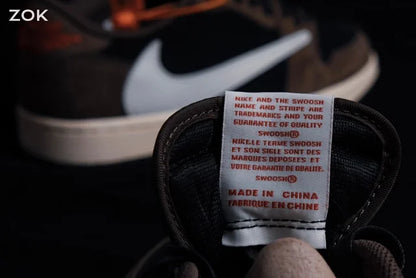 ZOK
NIKE AND THE SWOOSH
NAME AND STRIPE ARE
TRADEMARKS AND YOUR
GUARANTEE OF QUALITY
SWOOSH®
NIKE.LE TERME SWOOSH
ET SON SIGLE SONT DES
MARQUES DEPOSEES ET
VOTRE GARANTIE DE QUALITE.
SWOOSH®
MADE IN CHINA
FABRIQUE EN CHINE